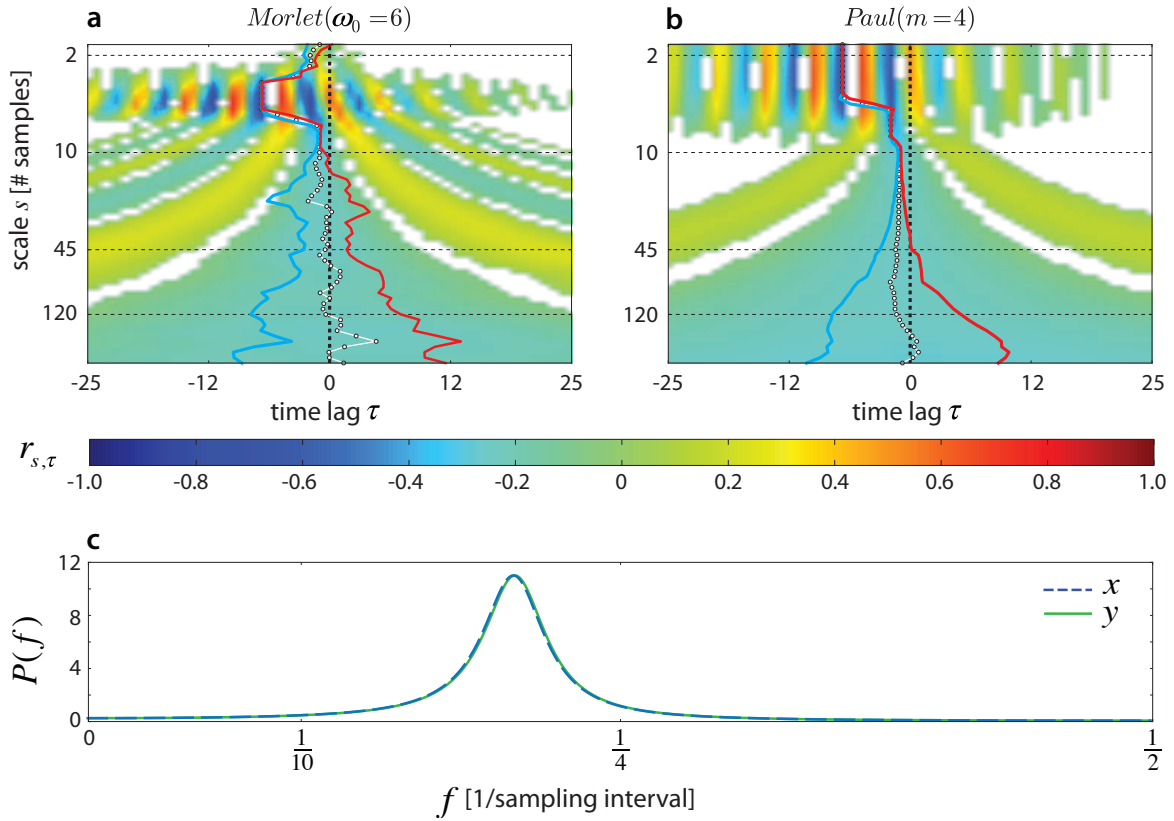 a
Morlet(ω₀ = 6)
b
Paul(m = 4)
scale s [# samples]
2
10
45
120
-25
-12
0
12
25
time lag τ
2
10
45
120
-25
-12
0
12
25
time lag τ
r_{s,τ}
-1.0
-0.8
-0.6
-0.4
-0.2
0
0.2
0.4
0.6
0.8
1.0
c
P(f)
12
8
4
0
x
y
0
1/10
1/4
1/2
f [1/sampling interval]